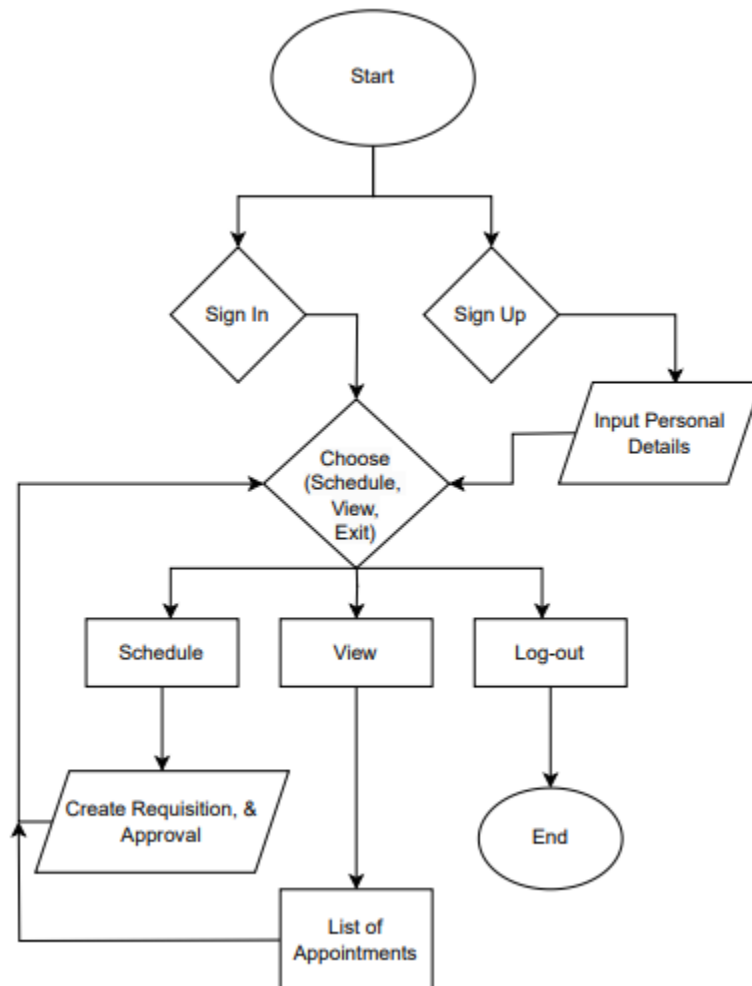 Start
Sign In
Sign Up
Input Personal
Details
Choose
(Schedule,
View,
Exit)
Schedule
View
Log-out
Create Requisition, &
Approval
End
List of
Appointments